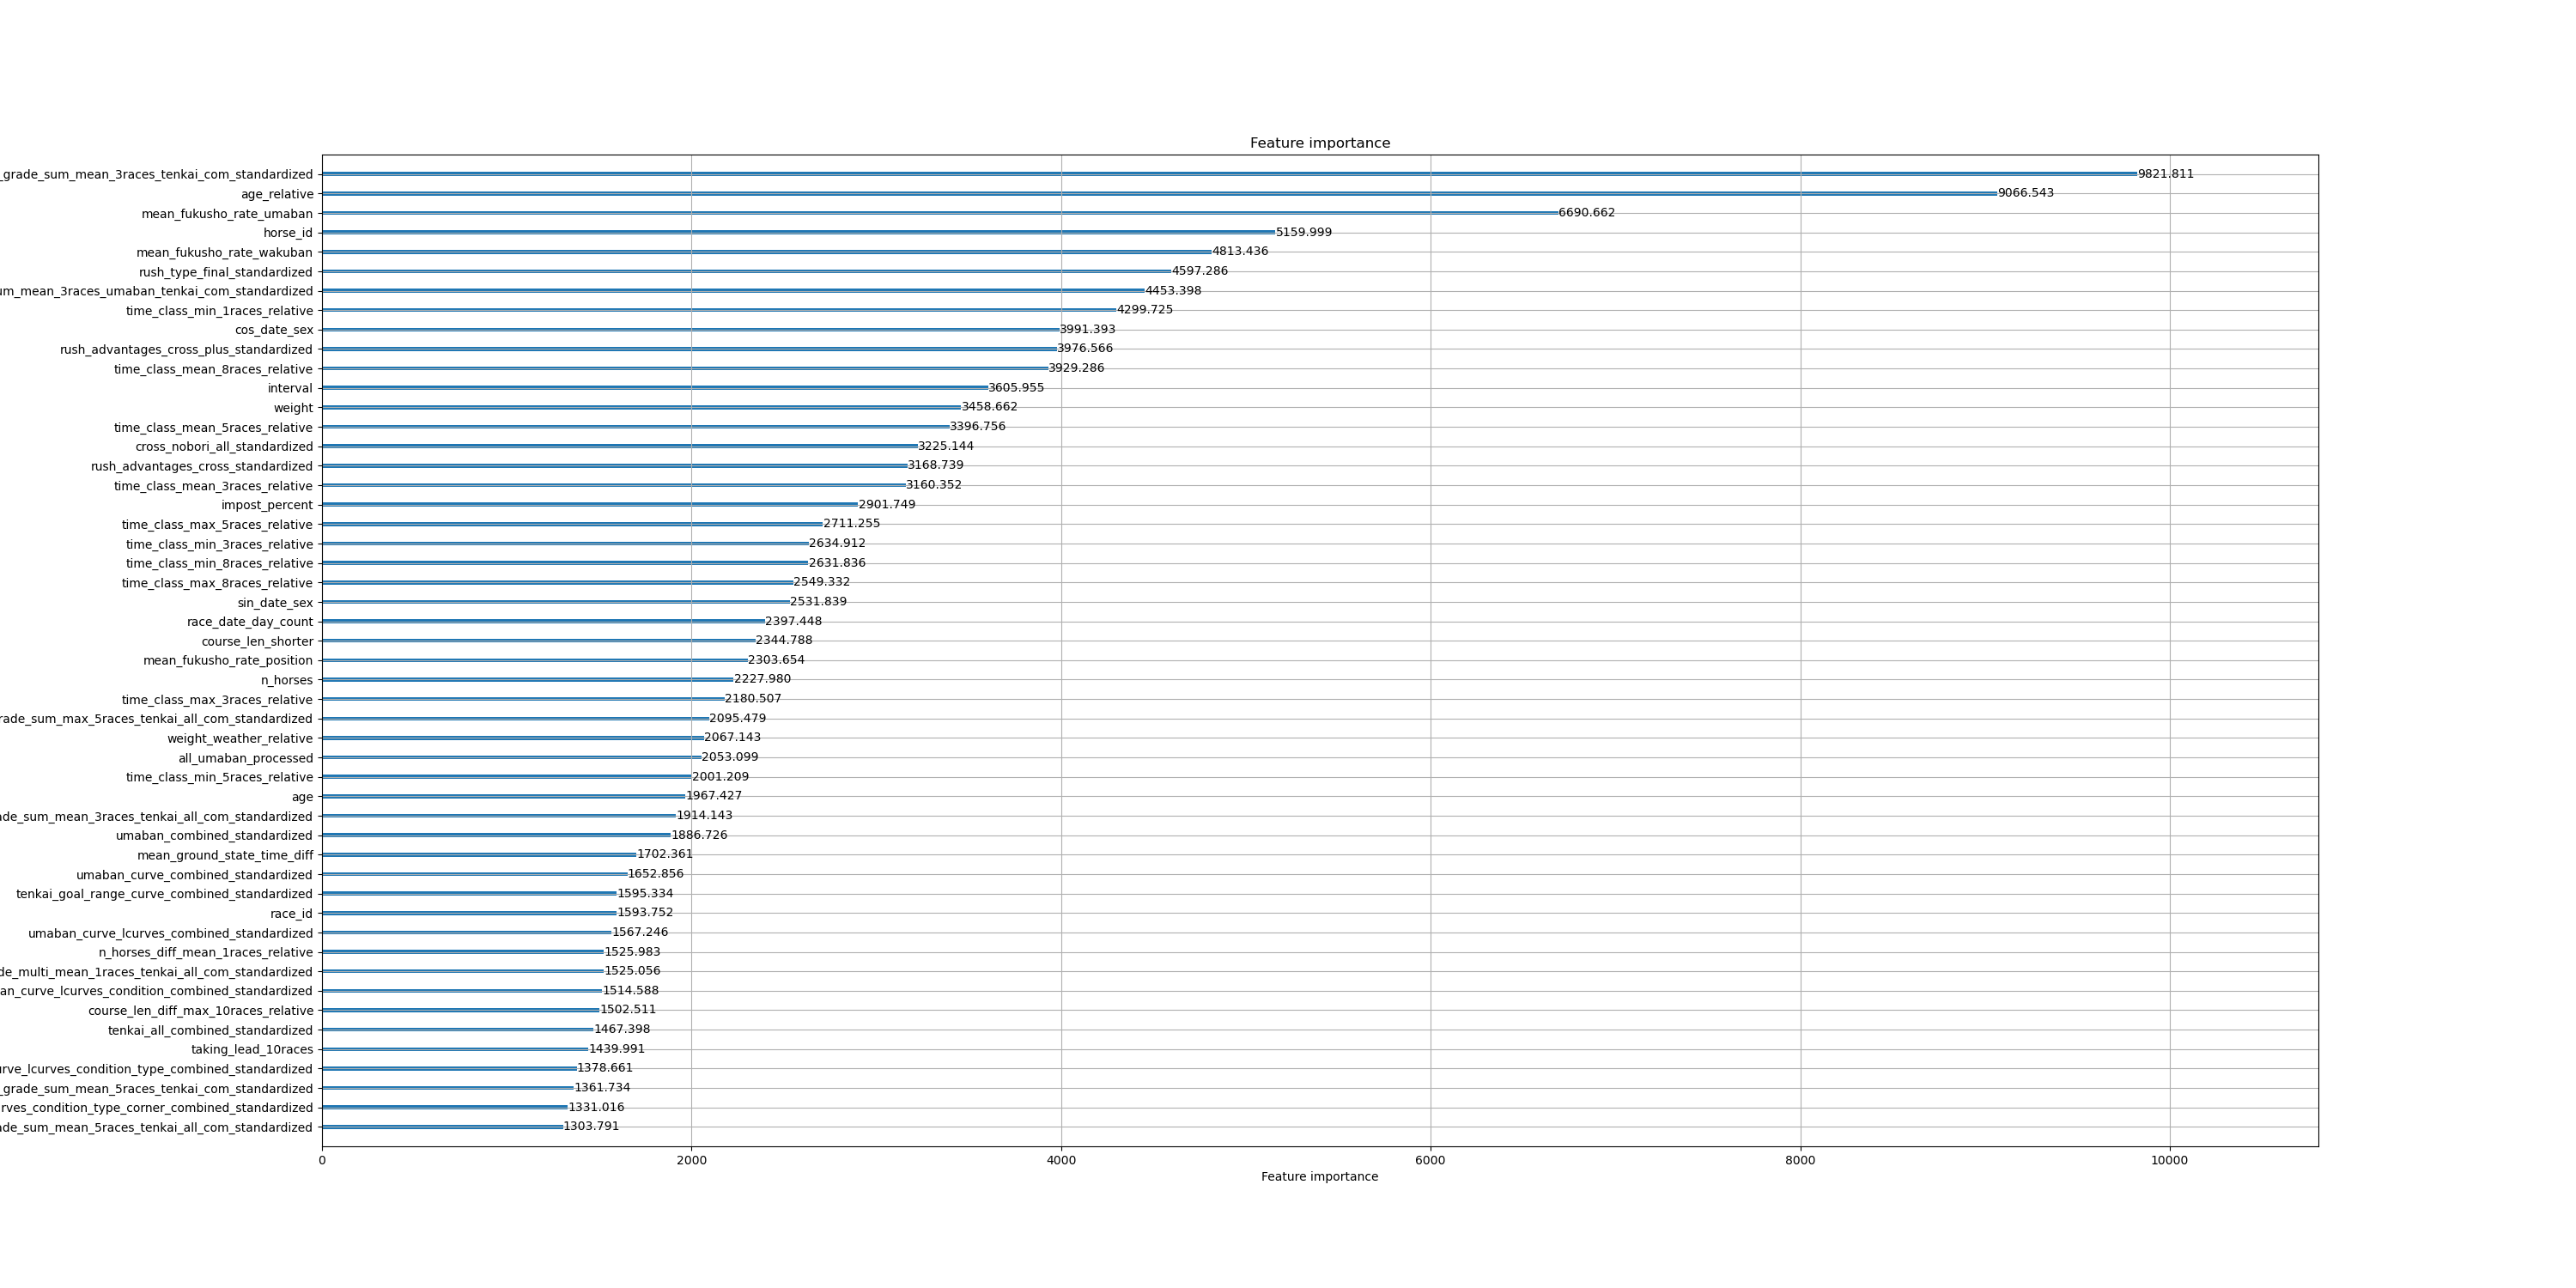 Feature importance
_grade_sum_mean_3races_tenkai_com_standardized 9821.811
age_relative 9066.543
mean_fukusho_rate_umaban 6690.662
horse_id 5159.999
mean_fukusho_rate_wakuban 4813.436
rush_type_final_standardized 4597.286
um_mean_3races_umaban_tenkai_com_standardized 4453.398
time_class_min_1races_relative 4299.725
cos_date_sex 3991.393
rush_advantages_cross_plus_standardized 3976.566
time_class_mean_8races_relative 3929.286
interval 3605.955
weight 3458.662
time_class_mean_5races_relative 3396.756
cross_nobori_all_standardized 3225.144
rush_advantages_cross_standardized 3168.739
time_class_mean_3races_relative 3160.352
impost_percent 2901.749
time_class_max_5races_relative 2711.255
time_class_min_3races_relative 2634.912
time_class_min_8races_relative 2631.836
time_class_max_8races_relative 2549.332
sin_date_sex 2531.839
race_date_day_count 2397.448
course_len_shorter 2344.788
mean_fukusho_rate_position 2303.654
n_horses 2227.980
time_class_max_3races_relative 2180.507
rade_sum_max_5races_tenkai_all_com_standardized 2095.479
weight_weather_relative 2067.143
all_umaban_processed 2053.099
time_class_min_5races_relative 2001.209
age 1967.427
de_sum_mean_3races_tenkai_all_com_standardized 1914.143
umaban_combined_standardized 1886.726
mean_ground_state_time_diff 1702.361
umaban_curve_combined_standardized 1652.856
tenkai_goal_range_curve_combined_standardized 1595.334
race_id 1593.752
umaban_curve_lcurves_combined_standardized 1567.246
n_horses_diff_mean_1races_relative 1525.983
de_multi_mean_1races_tenkai_all_com_standardized 1525.056
an_curve_lcurves_condition_combined_standardized 1514.588
course_len_diff_max_10races_relative 1502.511
tenkai_all_combined_standardized 1467.398
taking_lead_10races 1439.991
rve_lcurves_condition_type_combined_standardized 1378.661
_grade_sum_mean_5races_tenkai_com_standardized 1361.734
rves_condition_type_corner_combined_standardized 1331.016
de_sum_mean_5races_tenkai_all_com_standardized 1303.791
0 2000 4000 6000 8000 10000
Feature importance